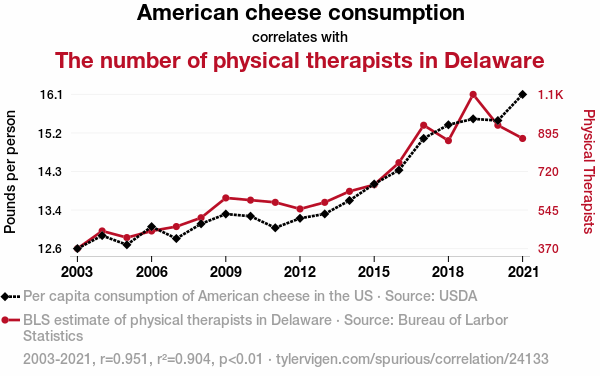 American cheese consumption
correlates with
The number of physical therapists in Delaware
16.1
15.2
14.3
13.4
12.6
Pounds per person
1.1K
895
720
545
370
Physical Therapists
2003
2006
2009
2012
2015
2018
2021
Per capita consumption of American cheese in the US · Source: USDA
BLS estimate of physical therapists in Delaware · Source: Bureau of Larbor
Statistics
2003-2021, r=0.951, r²=0.904, p<0.01 · tylervigen.com/spurious/correlation/24133